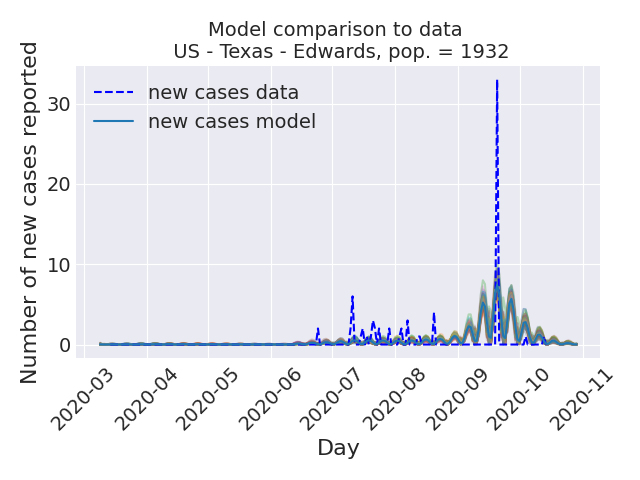 Model comparison to data
US - Texas - Edwards, pop. = 1932
new cases data
new cases model
Number of new cases reported
30
20
10
0
2020-03
2020-04
2020-05
2020-06
2020-07
2020-08
2020-09
2020-10
2020-11
Day